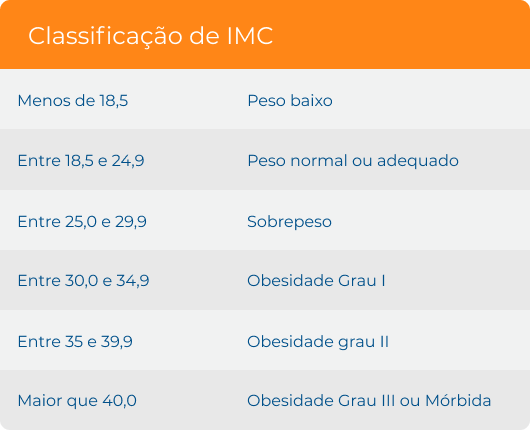 Classificação de IMC
Menos de 18,5 Peso baixo
Entre 18,5 e 24,9 Peso normal ou adequado
Entre 25,0 e 29,9 Sobrepeso
Entre 30,0 e 34,9 Obesidade Grau I
Entre 35 e 39,9 Obesidade grau II
Maior que 40,0 Obesidade Grau III ou Mórbida